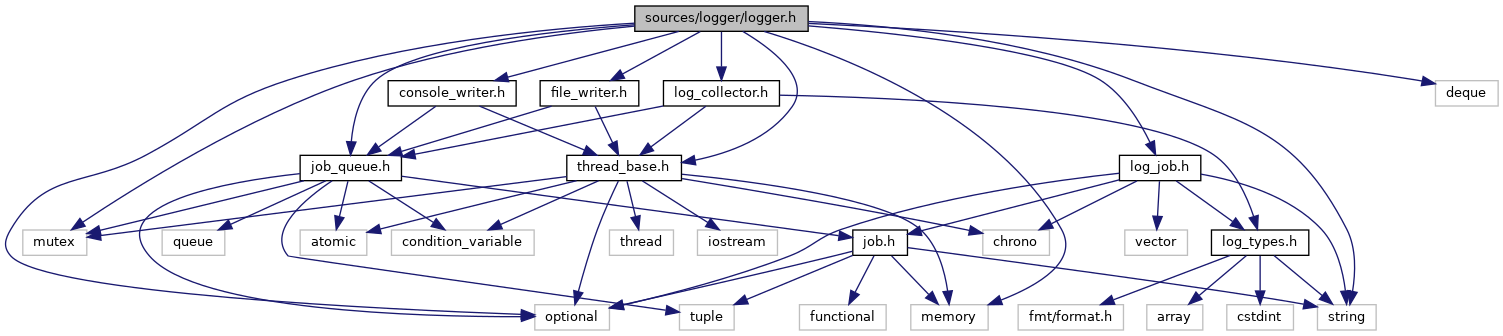 sources/logger/logger.h
console_writer.h
file_writer.h
log_collector.h
deque
job_queue.h
thread_base.h
log_job.h
mutex
queue
atomic
condition_variable
thread
iostream
job.h
chrono
vector
log_types.h
optional
tuple
functional
memory
fmt/format.h
array
cstdint
string